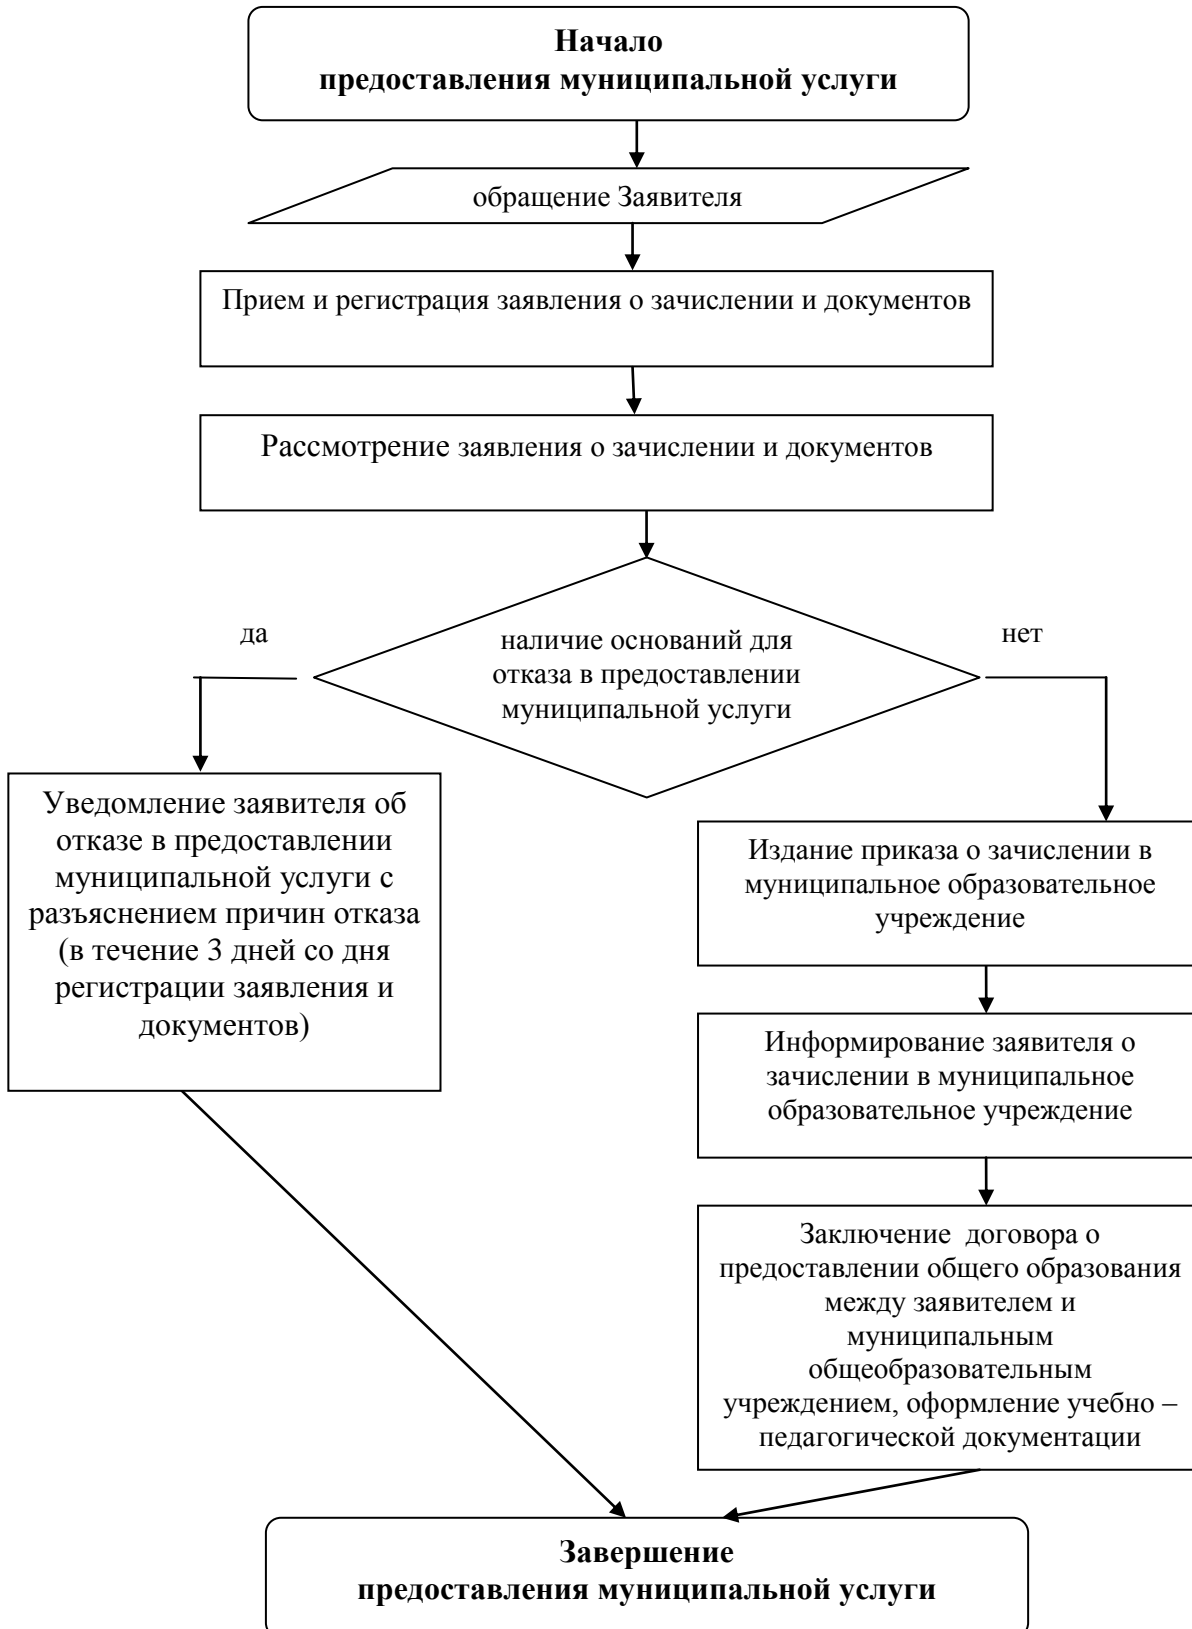 Начало
предоставления муниципальной услуги
обращение Заявителя
Прием и регистрация заявления о зачислении и документов
Рассмотрение заявления о зачислении и документов
да
нет
наличие оснований для
отказа в предоставлении
муниципальной услуги
Уведомление заявителя об
отказе в предоставлении
муниципальной услуги с
разъяснением причин отказа
(в течение 3 дней со дня
регистрации заявления и
документов)
Издание приказа о зачислении в
муниципальное образовательное
учреждение
Информирование заявителя о
зачислении в муниципальное
образовательное учреждение
Заключение  договора о
предоставлении общего образования
между заявителем и
муниципальным
общеобразовательным
учреждением, оформление учебно –
педагогической документации
Завершение
предоставления муниципальной услуги